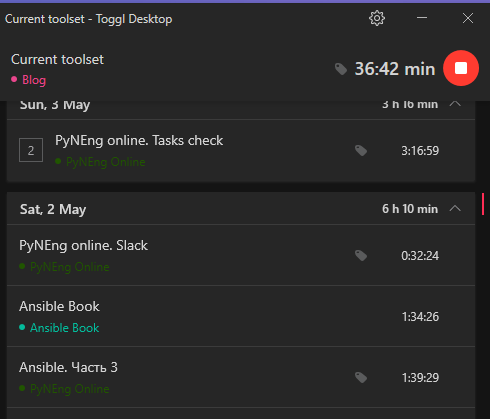 Current toolset - Toggl Desktop
Current toolset
Blog
36:42 min
Sun, 3 May
3 h 16 min
2
PyNEng online. Tasks check
PyNEng Online
3:16:59
Sat, 2 May
6 h 10 min
PyNEng online. Slack
PyNEng Online
0:32:24
Ansible Book
Ansible Book
1:34:26
Ansible. Часть 3
PyNEng Online
1:39:29